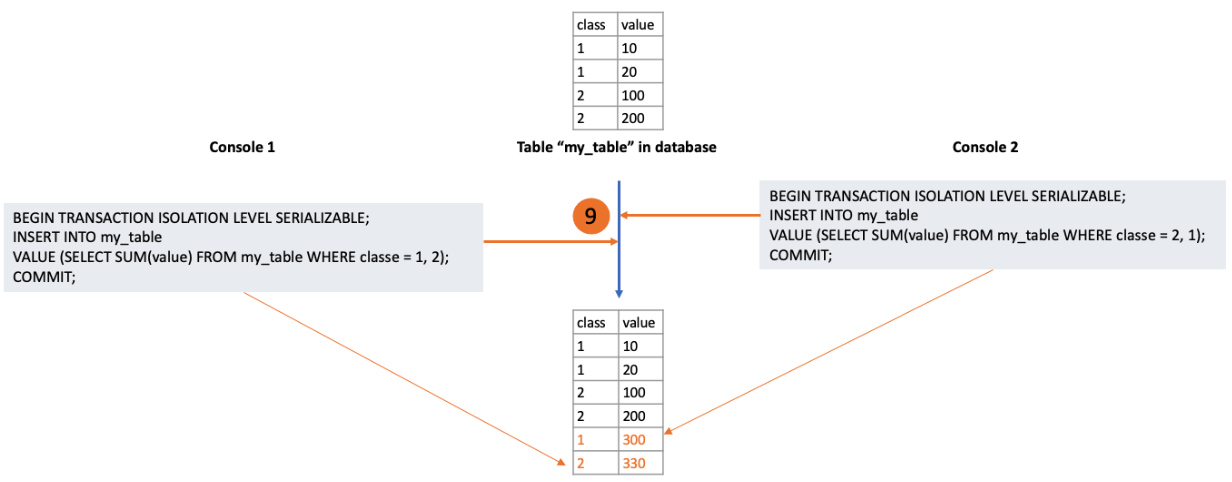 class value
1 10
1 20
2 100
2 200
Console 1
Table “my_table” in database
Console 2
BEGIN TRANSACTION ISOLATION LEVEL SERIALIZABLE;
INSERT INTO my_table
VALUE (SELECT SUM(value) FROM my_table WHERE classe = 1, 2);
COMMIT;
9
BEGIN TRANSACTION ISOLATION LEVEL SERIALIZABLE;
INSERT INTO my_table
VALUE (SELECT SUM(value) FROM my_table WHERE classe = 2, 1);
COMMIT;
class value
1 10
1 20
2 100
2 200
1 300
2 330